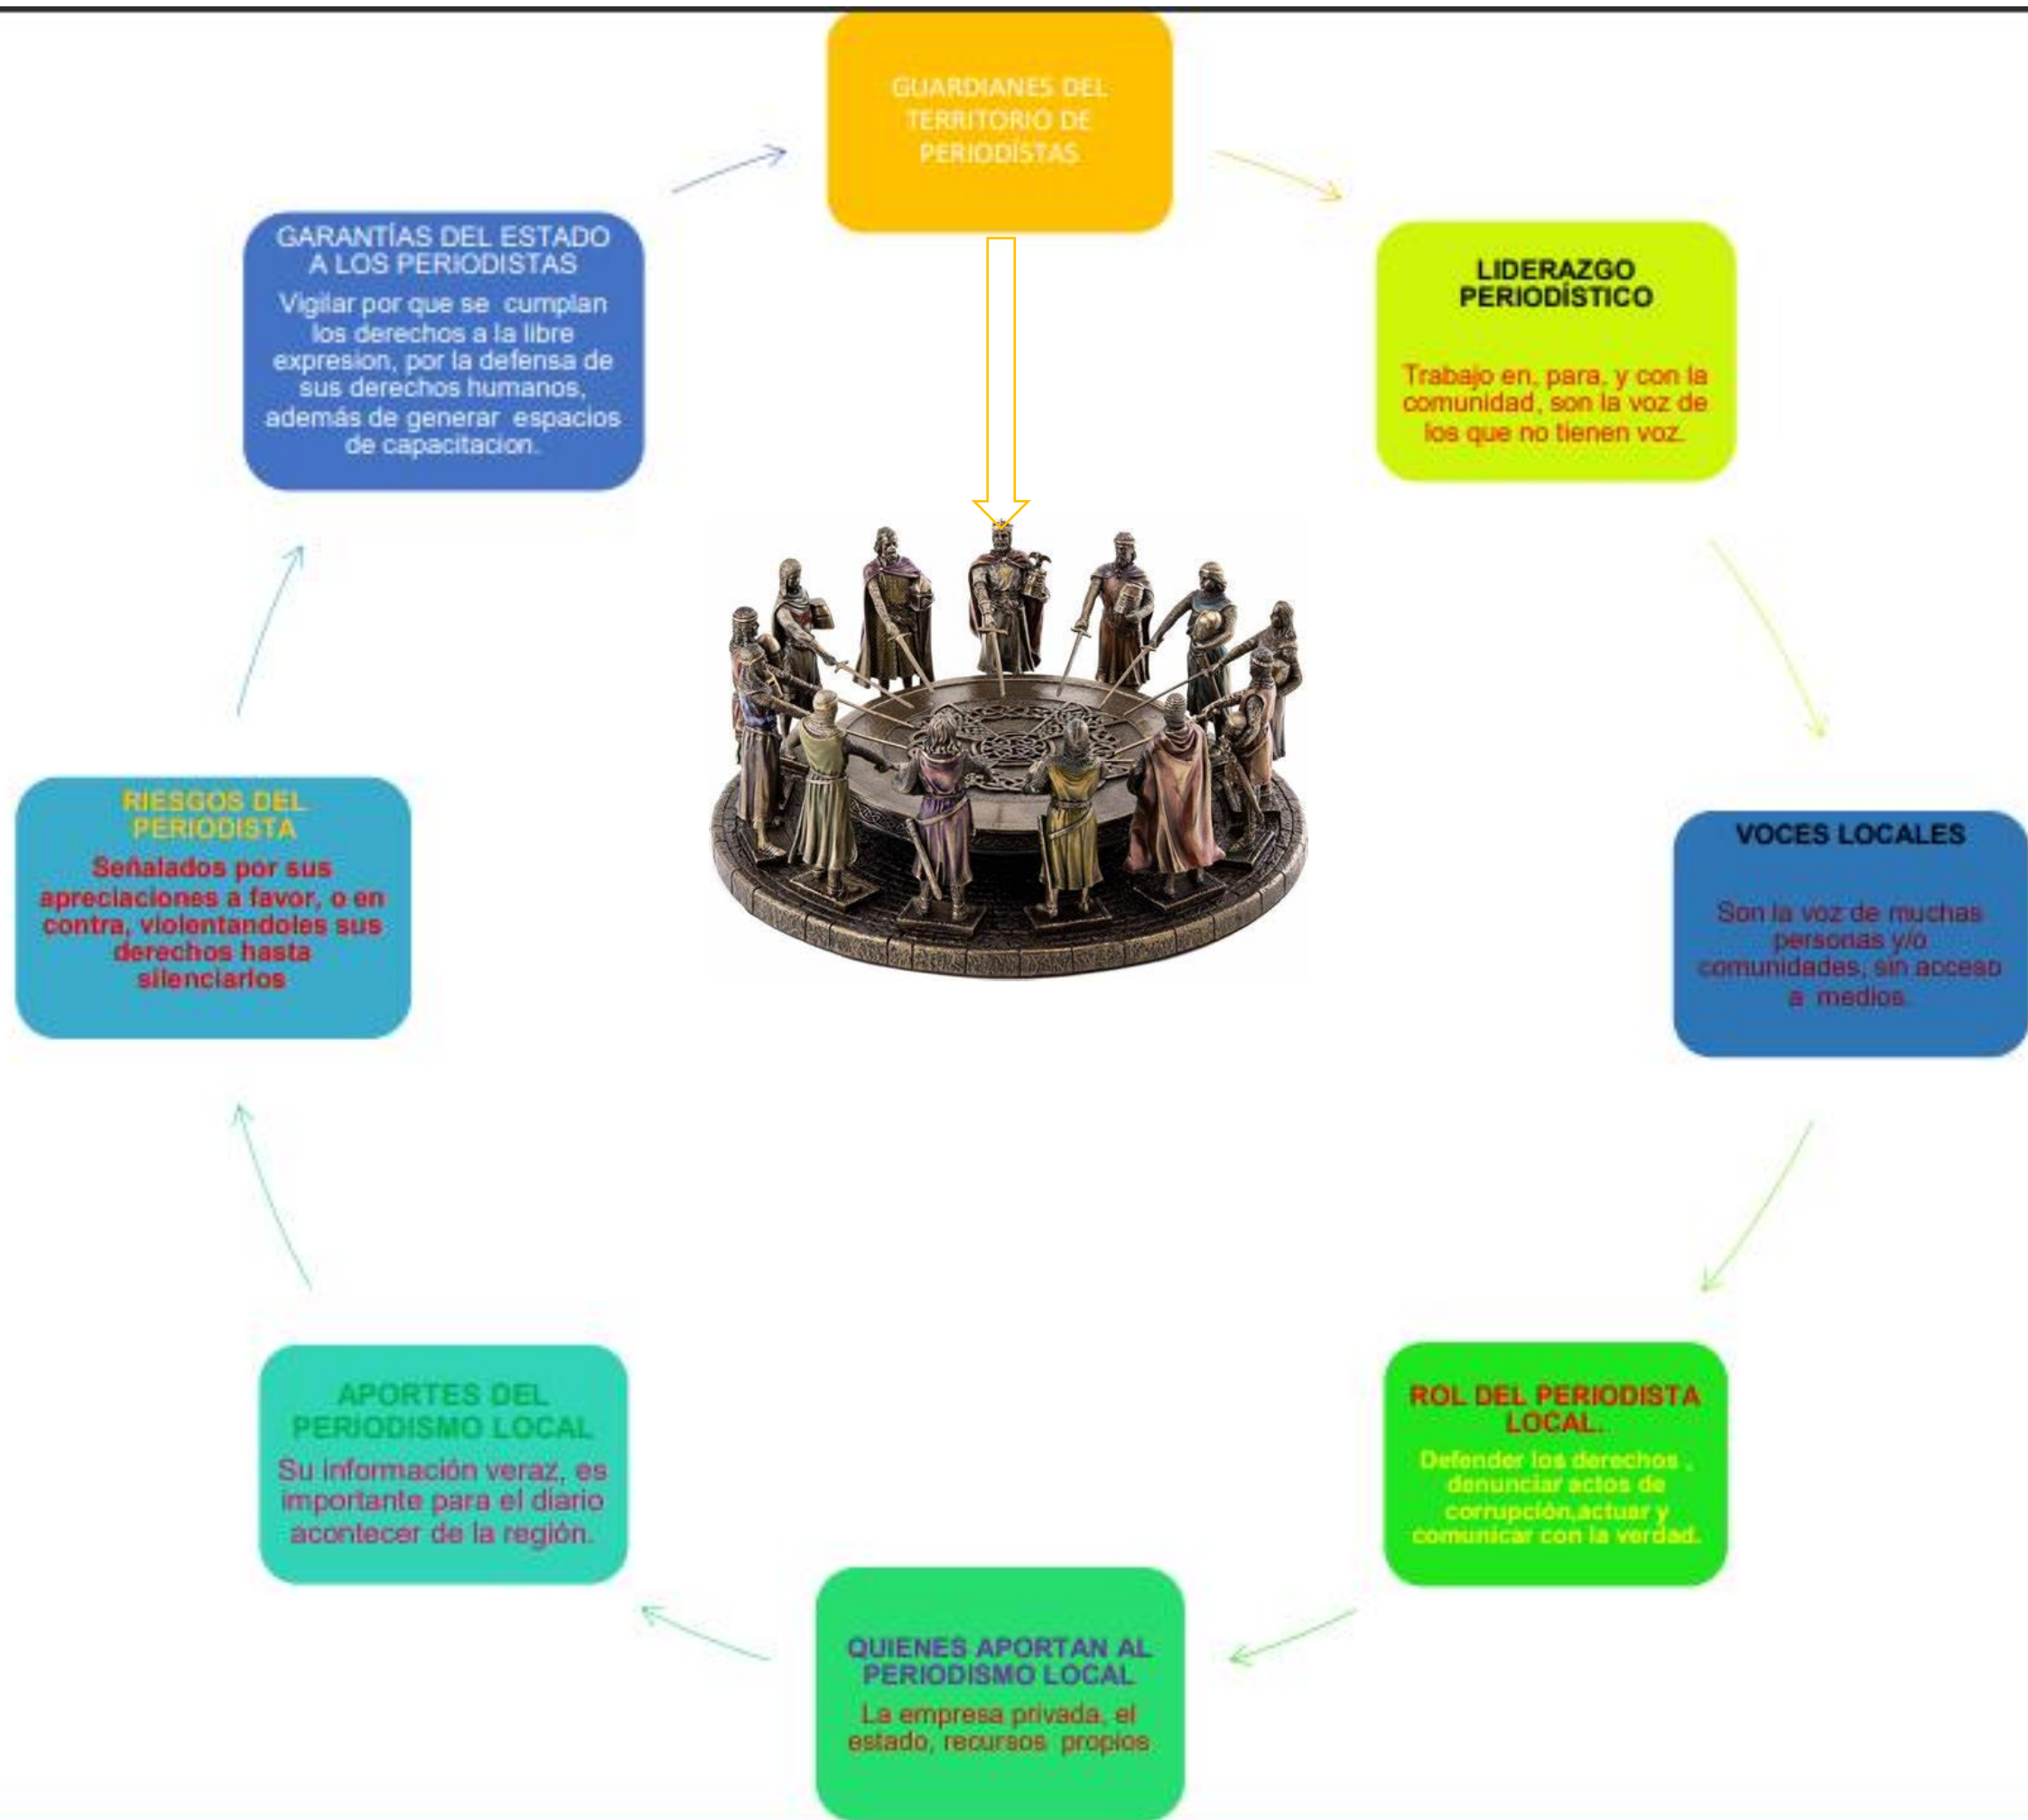 GUARDIANES DEL
TERRITORIO DE
PERIODÍSTAS
LIDERAZGO
PERIODÍSTICO
Trabajo en, para, y con la
comunidad, son la voz de
los que no tienen voz.
VOCES LOCALES
Son la voz de muchas
personas y/o
comunidades, sin acceso
a medios.
ROL DEL PERIODISTA
LOCAL.
Defender los derechos ,
denunciar actos de
corrupción,actuar y
comunicar con la verdad.
QUIENES APORTAN AL
PERIODISMO LOCAL
La empresa privada, el
estado, recursos propios
APORTES DEL
PERIODISMO LOCAL
Su información veraz, es
importante para el diario
acontecer de la región.
RIESGOS DEL
PERIODISTA
Señalados por sus
apreciaciones a favor, o en
contra, violentandoles sus
derechos hasta
silenciarlos
GARANTÍAS DEL ESTADO
A LOS PERIODISTAS
Vigilar por que se cumplan
los derechos a la libre
expresion, por la defensa de
sus derechos humanos,
además de generar espacios
de capacitacion.